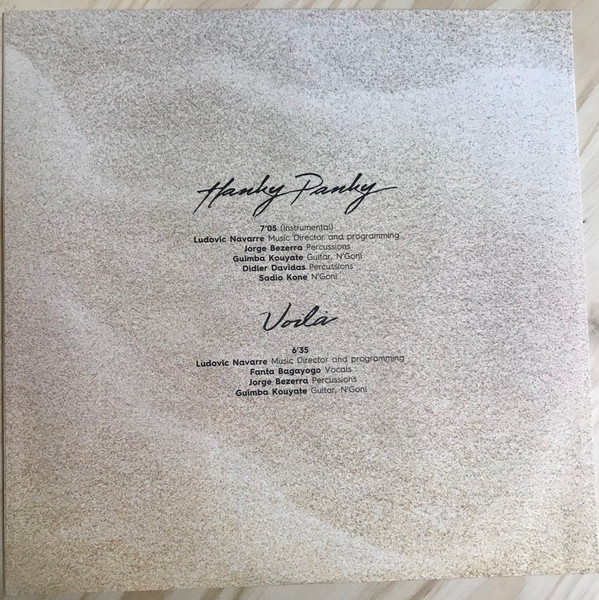 Hanky Panky
7'05 (Instrumental)
Ludovic Navarre Music Director and programming
Jorge Bezerra Percussions
Guimba Kouyate Guitar, N'Goni
Didier Davidas Percussions
Sadio Kone N'Goni
Voilà
6'35
Ludovic Navarre Music Director and programming
Fanta Bagayogo Vocals
Jorge Bezerra Percussions
Guimba Kouyate Guitar, N'Goni